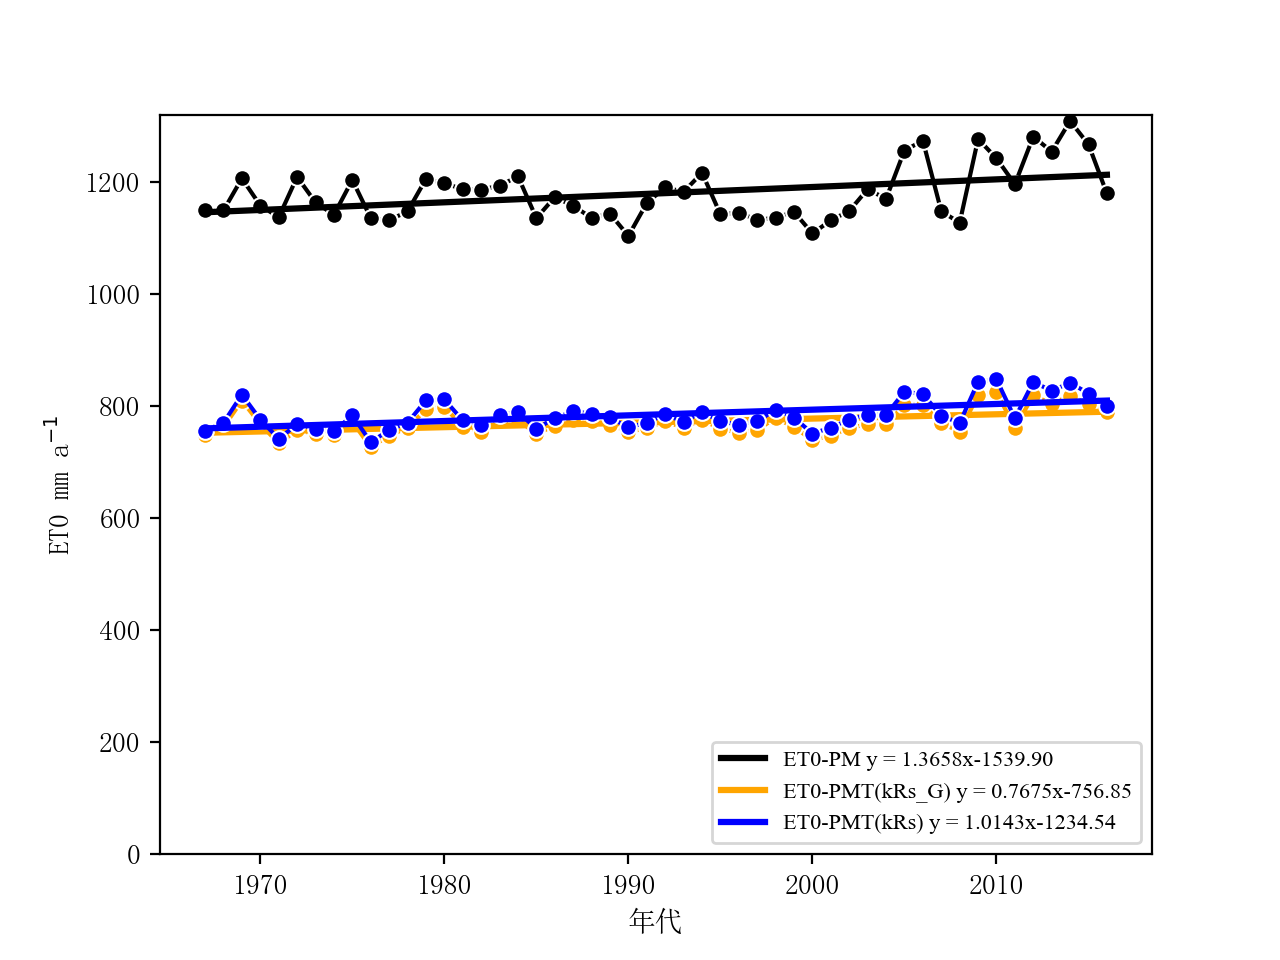 1200
1000
800
600
400
200
0
ET0 mm a⁻¹
1970 1980 1990 2000 2010
年代
ET0-PM y = 1.3658x-1539.90
ET0-PMT(kRs_G) y = 0.7675x-756.85
ET0-PMT(kRs) y = 1.0143x-1234.54